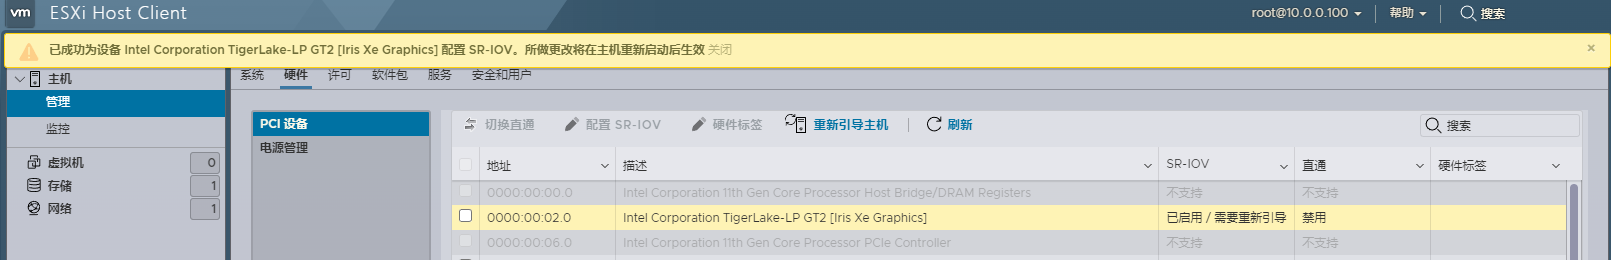 vm ESXi Host Client root@10.0.0.100 帮助 搜索
已成功为设备 Intel Corporation TigerLake-LP GT2 [Iris Xe Graphics] 配置 SR-IOV。所做更改将在主机重新启动后生效 关闭 ×
主机 系统 硬件 许可 软件包 服务 安全和用户
管理
监控
虚拟机 0
存储 1
网络 1
PCI 设备
电源管理
切换直通 配置 SR-IOV 硬件标签 重新引导主机 刷新 搜索
地址 描述 SR-IOV 直通 硬件标签
0000:00:00.0 Intel Corporation 11th Gen Core Processor Host Bridge/DRAM Registers 不支持 不支持
0000:00:02.0 Intel Corporation TigerLake-LP GT2 [Iris Xe Graphics] 已启用 / 需要重新引导 禁用
0000:00:06.0 Intel Corporation 11th Gen Core Processor PCIe Controller 不支持 不支持